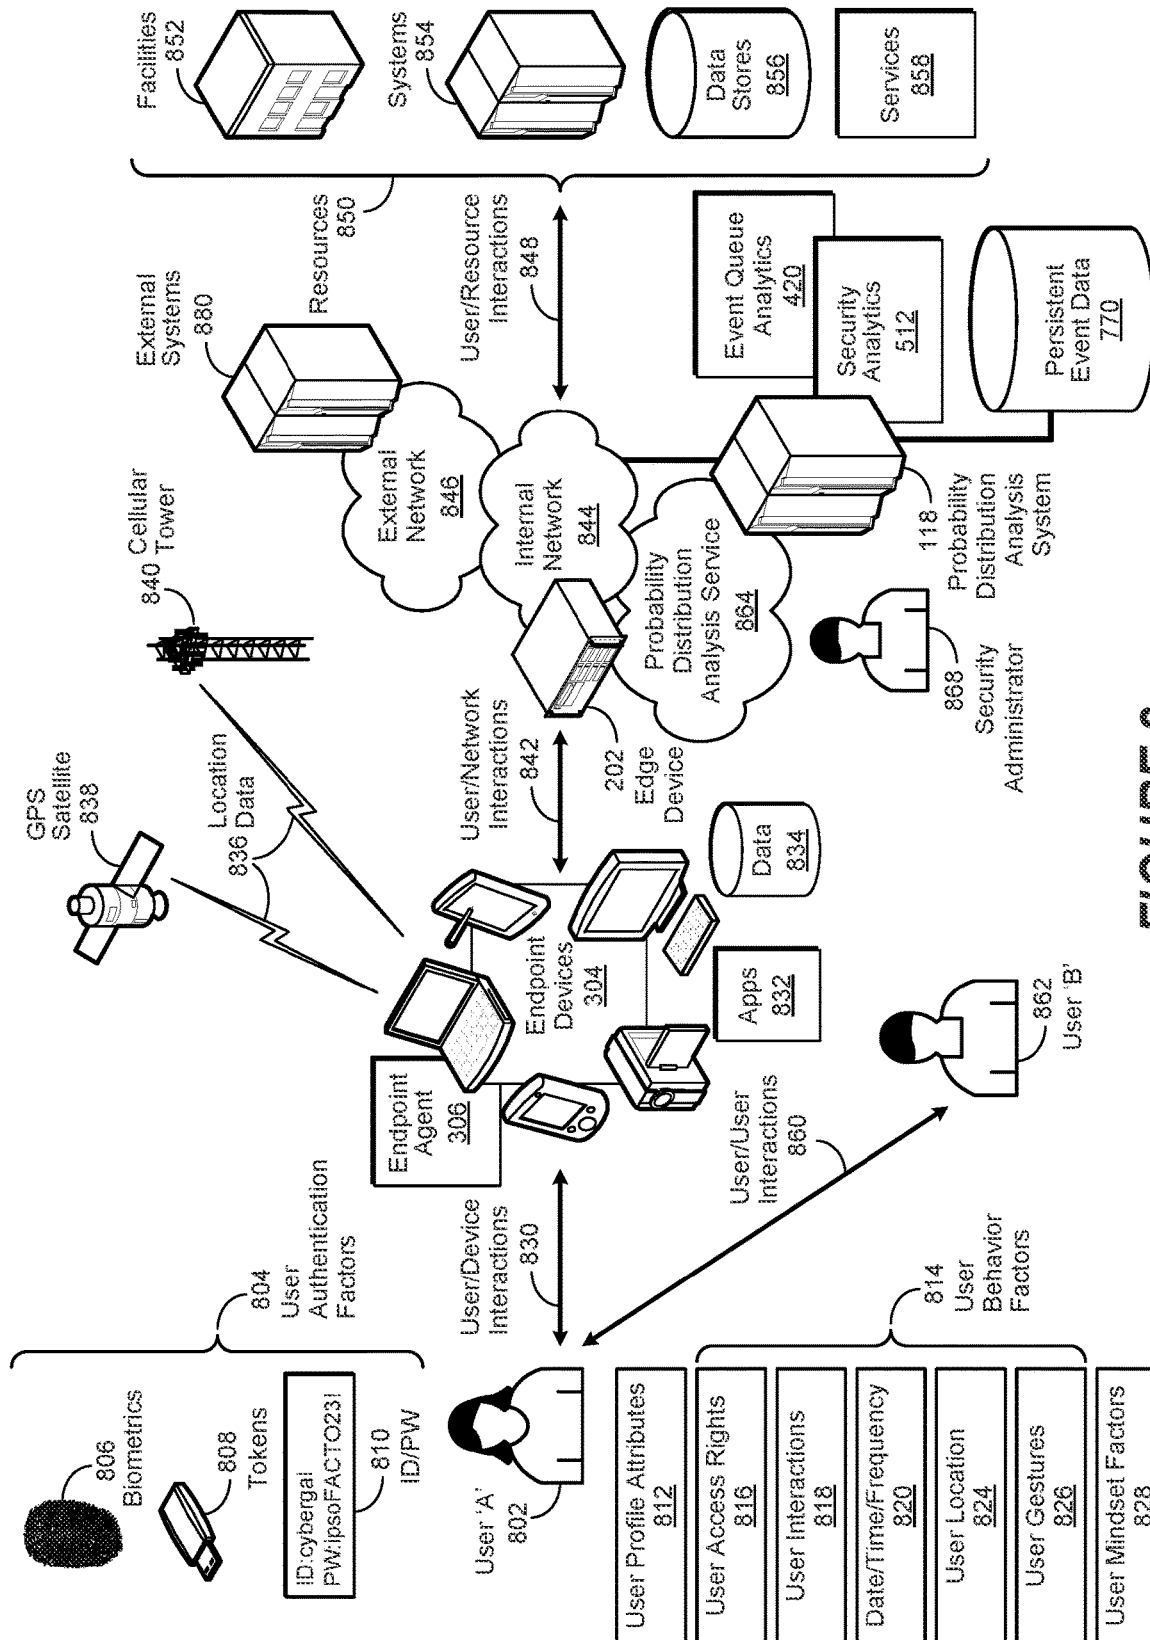 806
Biometrics
808
Tokens
ID:cybergal
PW:ipsoFACTO23!
810
ID/PW
804
User
Authentication
Factors
GPS
Satellite
838
Location
836 Data
840 Cellular
Tower
External
Systems
880
Resources
850
Facilities
852
Systems
854
Data
Stores
856
Services
858
User 'A'
802
User/Device
Interactions
830
Endpoint
Agent
306
Endpoint
Devices
304
User/Network
Interactions
842
202
Edge
Device
External
Network
846
Internal
Network
844
User/Resource
Interactions
848
Probability
Distribution
Analysis Service
864
Event Queue
Analytics
420
Security
Analytics
512
Persistent
Event Data
770
118
Probability
Distribution
Analysis
System
868
Security
Administrator
Apps
832
Data
834
User/User
Interactions
860
862
User 'B'
User Profile Attributes
812
User Access Rights
816
User Interactions
818
Date/Time/Frequency
820
User Location
824
User Gestures
826
User Mindset Factors
828
814
User
Behavior
Factors